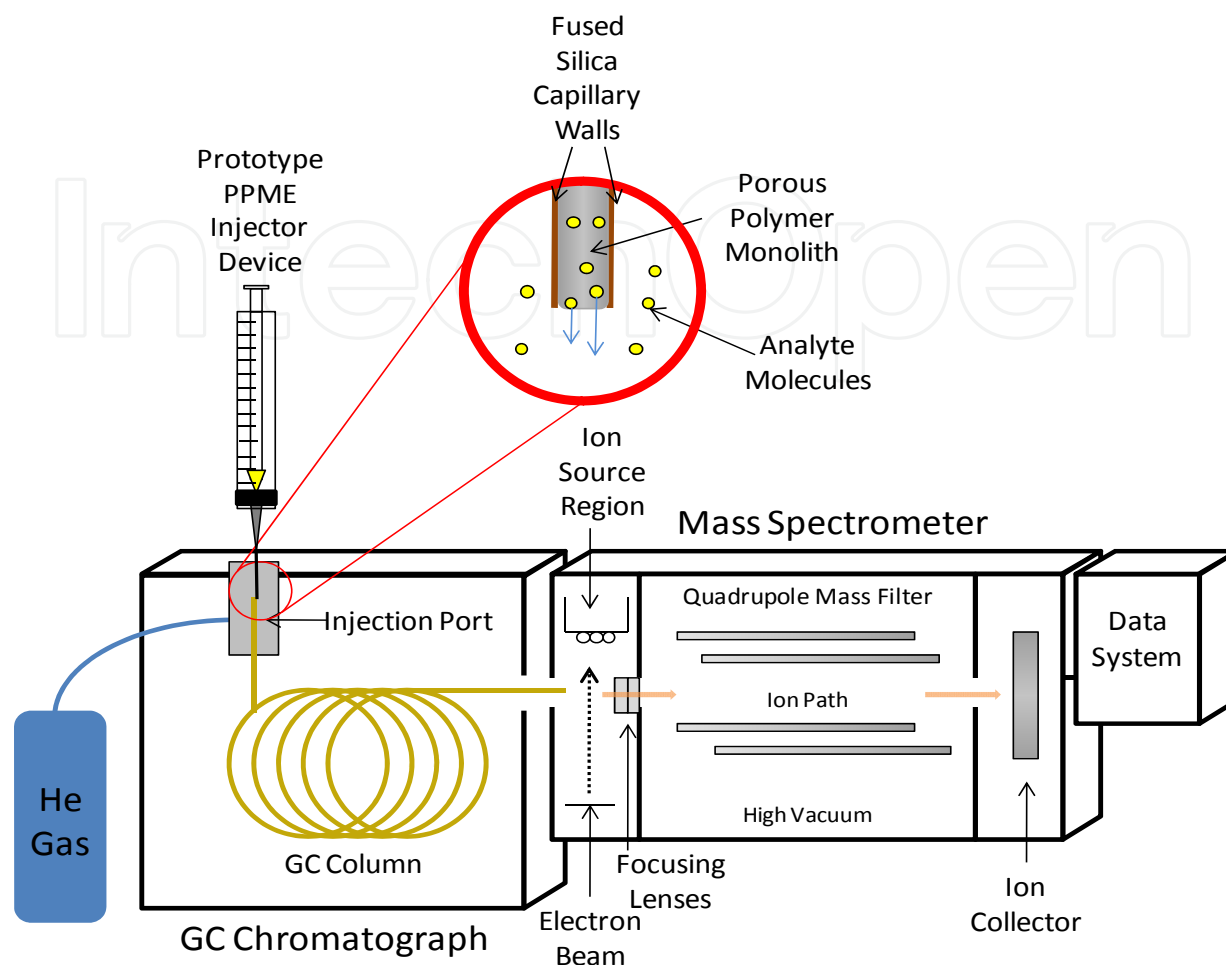 Fused
Silica
Capillary
Walls
Prototype
PPME
Injector
Device
Porous
Polymer
Monolith
IntechOpen
Analyte
Molecules
Ion
Source
Region
Mass Spectrometer
Quadrupole Mass Filter
Injection Port
Data
System
Ion Path
He
Gas
High Vacuum
GC Column
Focusing
Lenses
Ion
Collector
Electron
Beam
GC Chromatograph